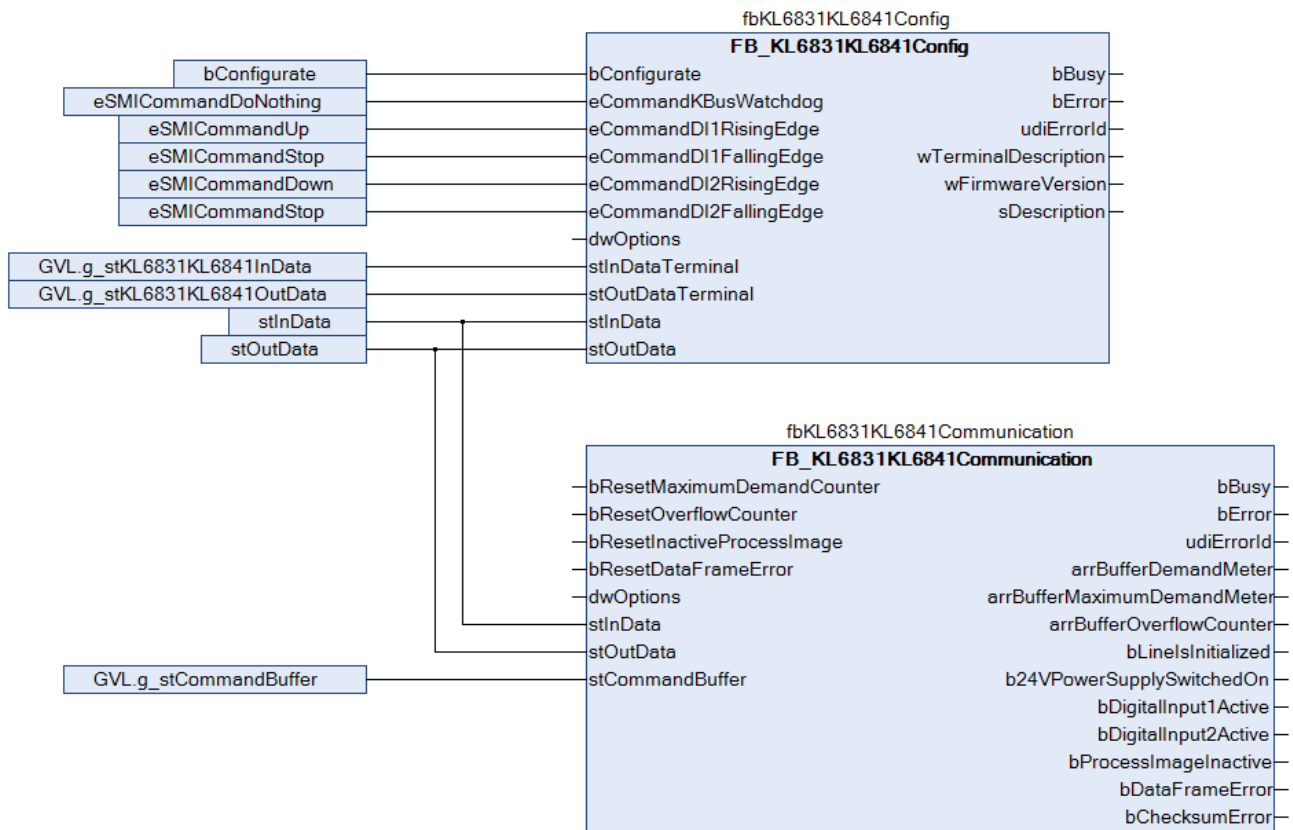 fbKL6831KL6841Config
FB_KL6831KL6841Config
bConfigurate bConfigurate bBusy
eSMICommandDoNothing eCommandKBusWatchdog bError
eSMICommandUp eCommandDI1RisingEdge udiErrorId
eSMICommandStop eCommandDI1FallingEdge wTerminalDescription
eSMICommandDown eCommandDI2RisingEdge wFirmwareVersion
eSMICommandStop eCommandDI2FallingEdge sDescription
dwOptions
GVL.g_stKL6831KL6841InData stInDataTerminal
GVL.g_stKL6831KL6841OutData stOutDataTerminal
stInData stInData
stOutData stOutData
fbKL6831KL6841Communication
FB_KL6831KL6841Communication
bResetMaximumDemandCounter bBusy
bResetOverflowCounter bError
bResetInactiveProcessImage udiErrorId
bResetDataFrameError arrBufferDemandMeter
dwOptions arrBufferMaximumDemandMeter
stInData arrBufferOverflowCounter
stOutData bLineIsInitialized
GVL.g_stCommandBuffer stCommandBuffer b24VPowerSupplySwitchedOn
bDigitalInput1Active
bDigitalInput2Active
bProcessImageInactive
bDataFrameError
bChecksumError